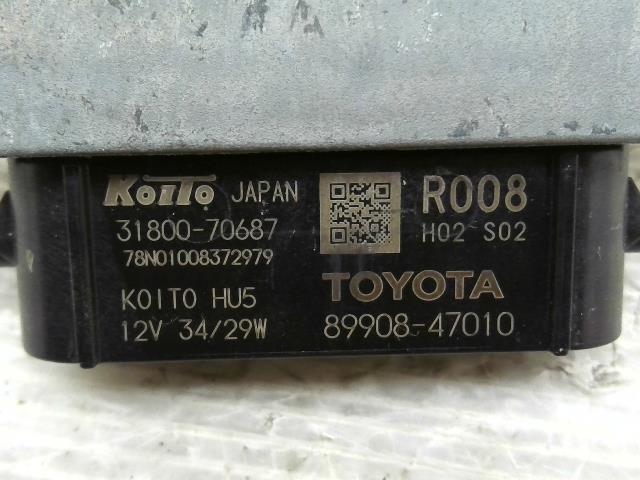 KOITO JAPAN
31800-70687
78N01008372979
KOITO HU5
12V 34/29W
R008
H02 S02
TOYOTA
89908-47010